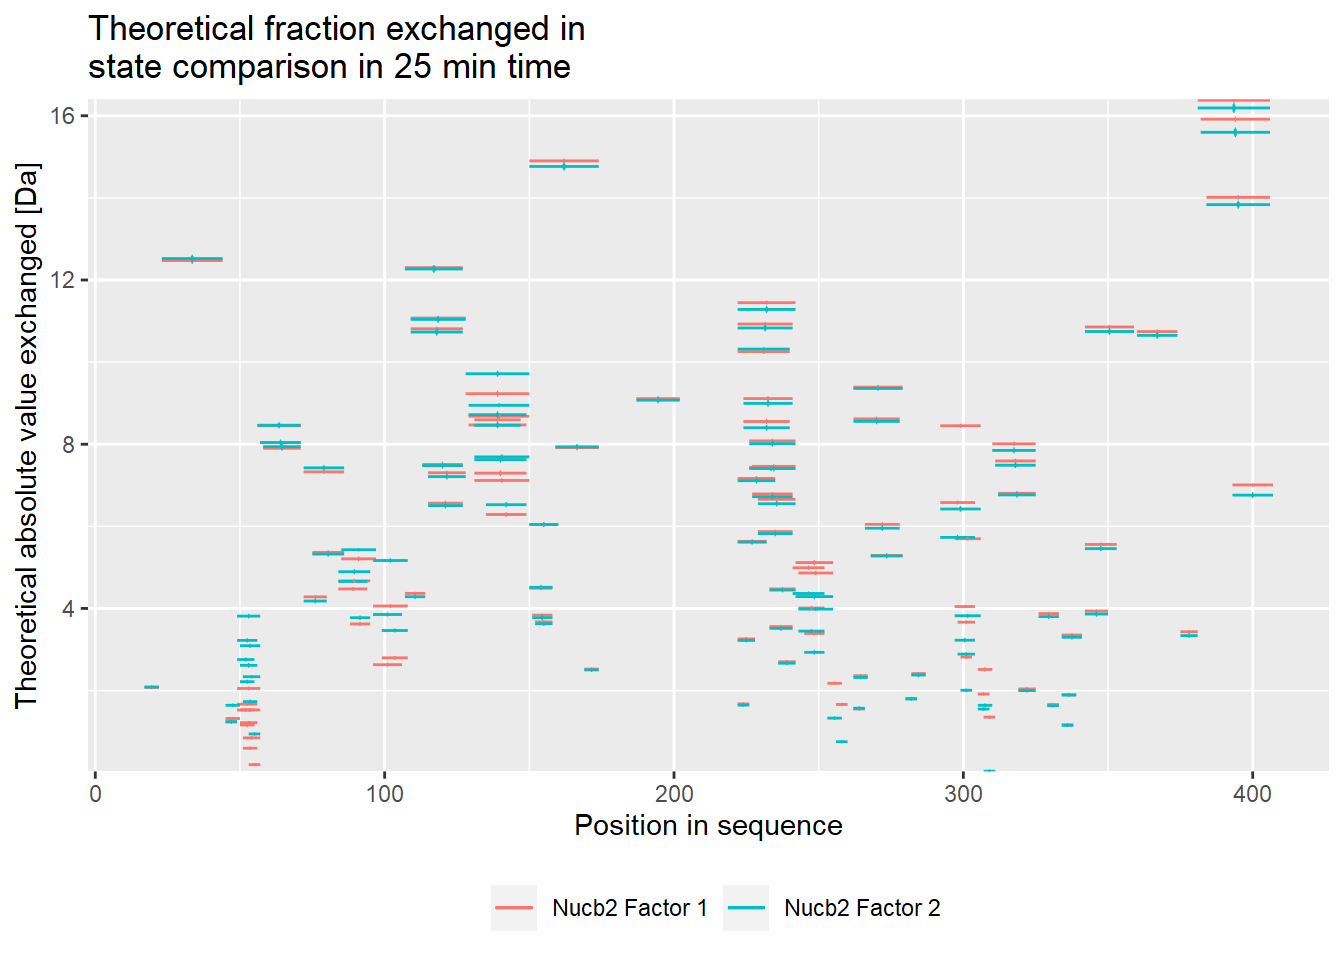 Theoretical fraction exchanged in
state comparison in 25 min time
Theoretical absolute value exchanged [Da]
16
12
8
4
0 100 200 300 400
Position in sequence
Nucb2 Factor 1 Nucb2 Factor 2